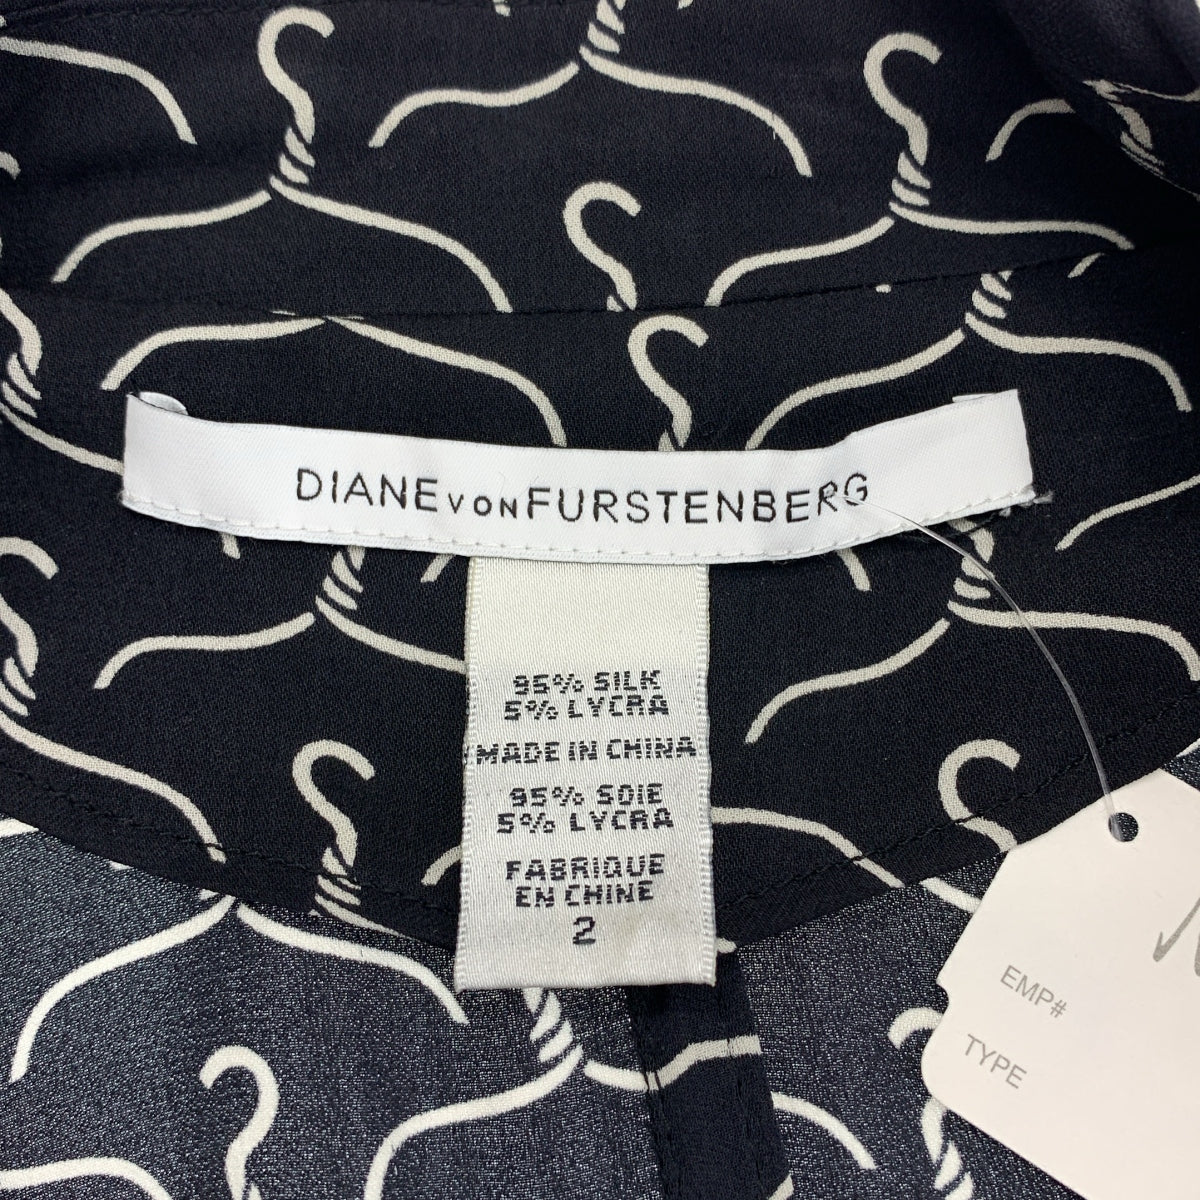 DIANE VON FURSTENBERG
95% SILK
5% LYCRA
MADE IN CHINA
95% SOIE
5% LYCRA
FABRIQUE
EN CHINE
2
EMP#
TYPE